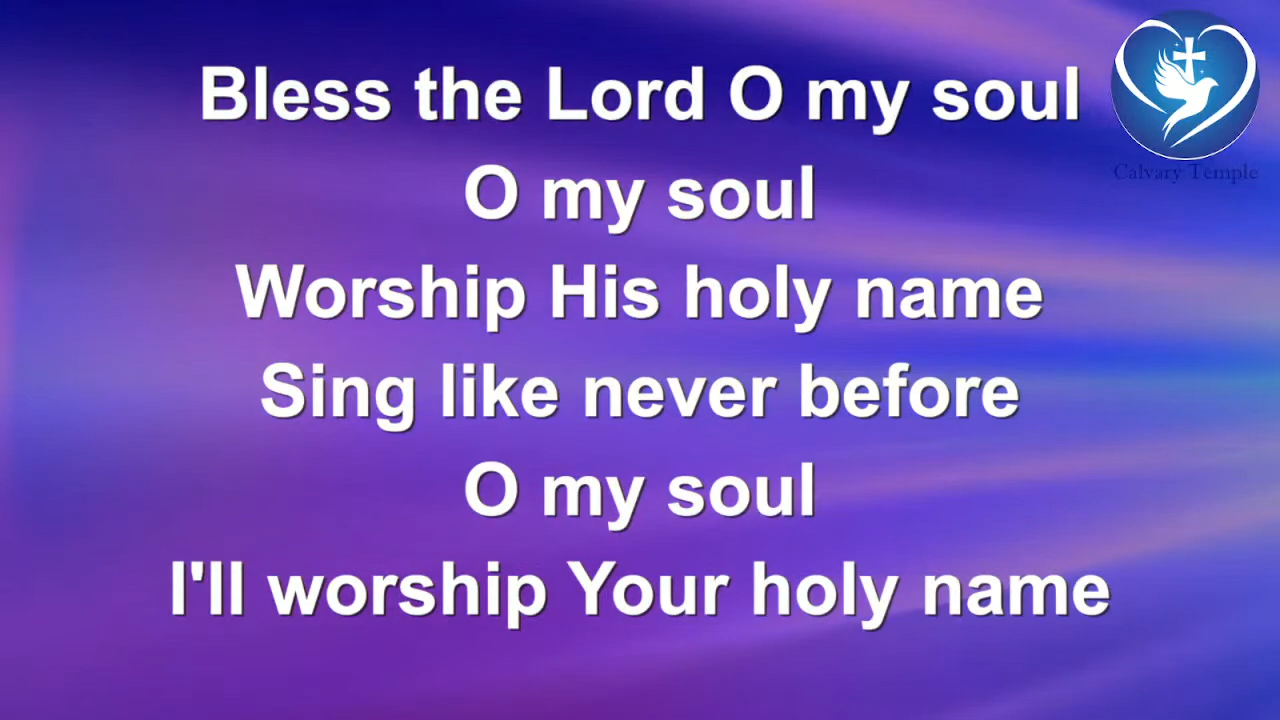 Bless the Lord O my soul
O my soul
Worship His holy name
Sing like never before
O my soul
I'll worship Your holy name
Calvary Temple